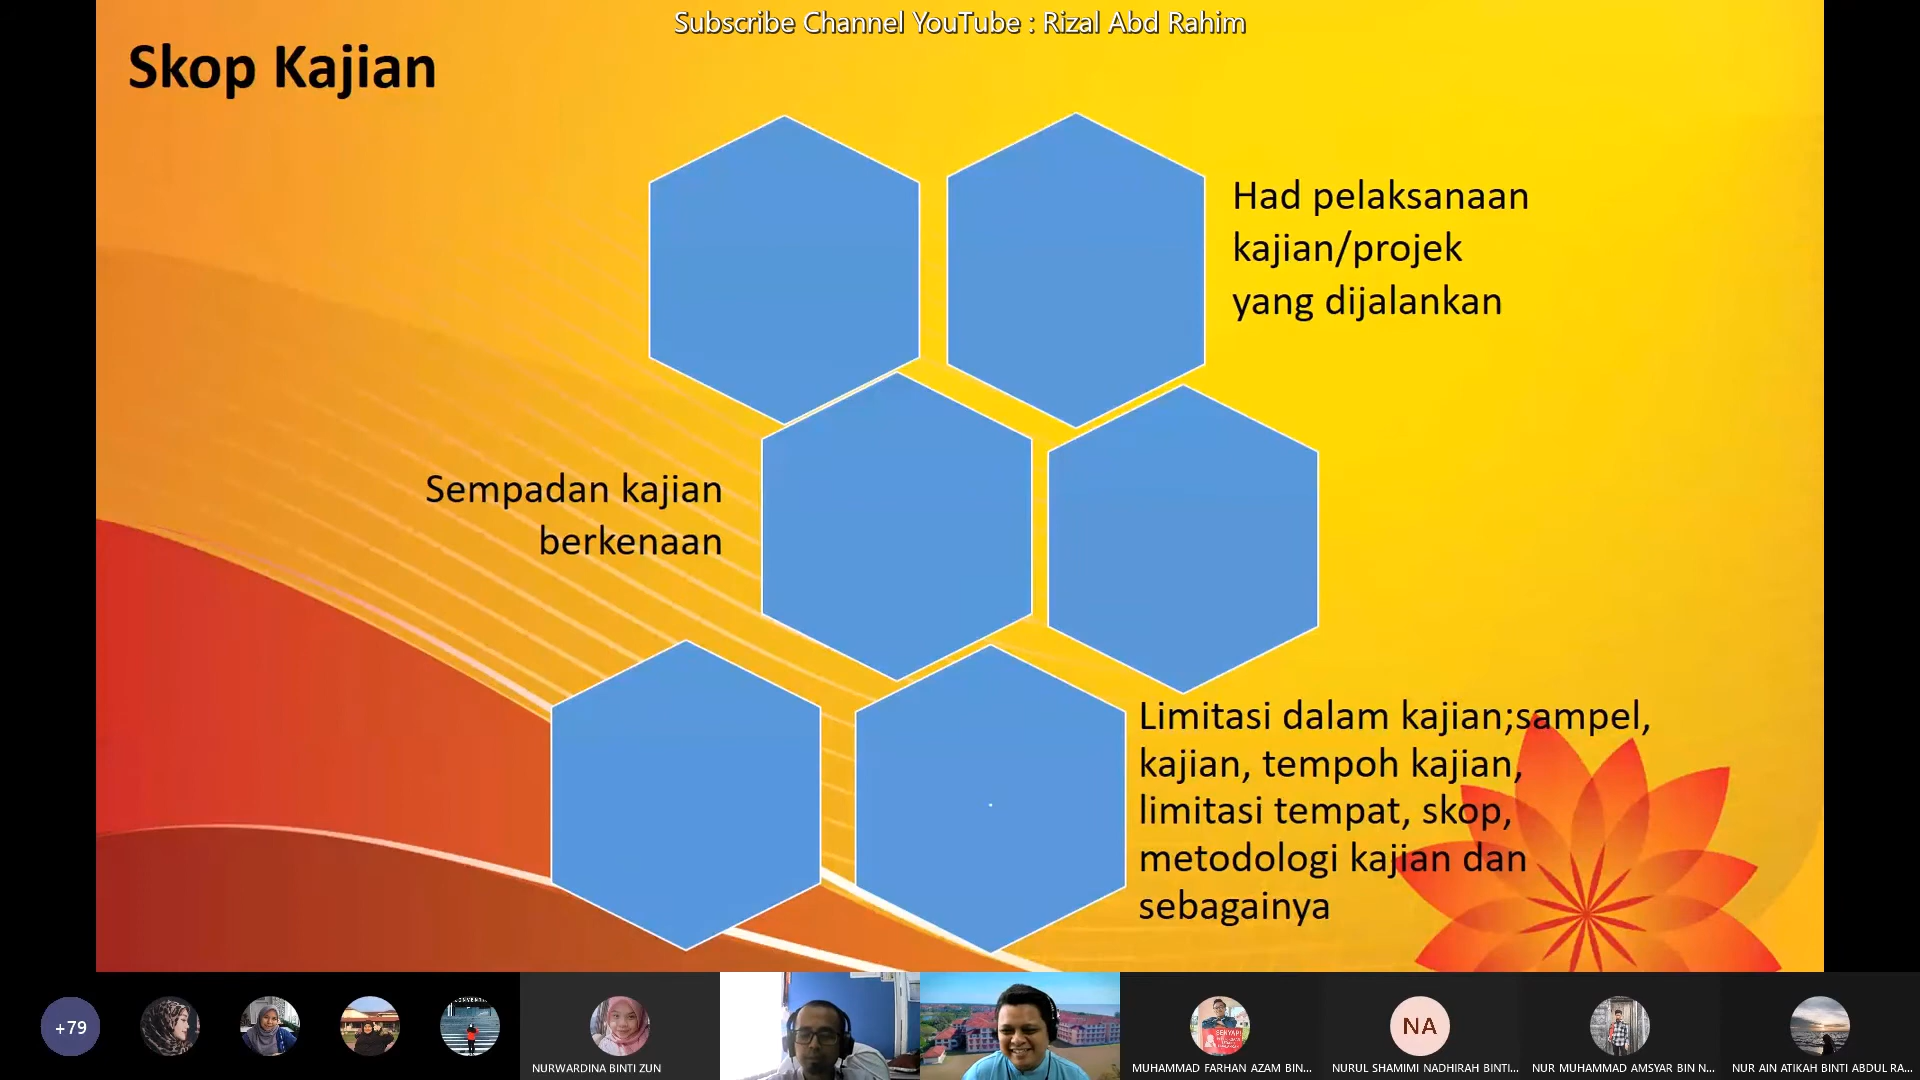 Subscribe Channel YouTube : Rizal Abd Rahim
Skop Kajian
Had pelaksanaan
kajian/projek
yang dijalankan
Sempadan kajian
berkenaan
Limitasi dalam kajian;sampel,
kajian, tempoh kajian,
limitasi tempat, skop,
metodologi kajian dan
sebagainya
+79
NURWARDINA BINTI ZUN
MUHAMMAD FARHAN AZAM BIN...
NA
NURUL SHAMIMI NADHIRAH BINTI...
NUR MUHAMMAD AMSYAR BIN N...
NUR AIN ATIKAH BINTI ABDUL RA...